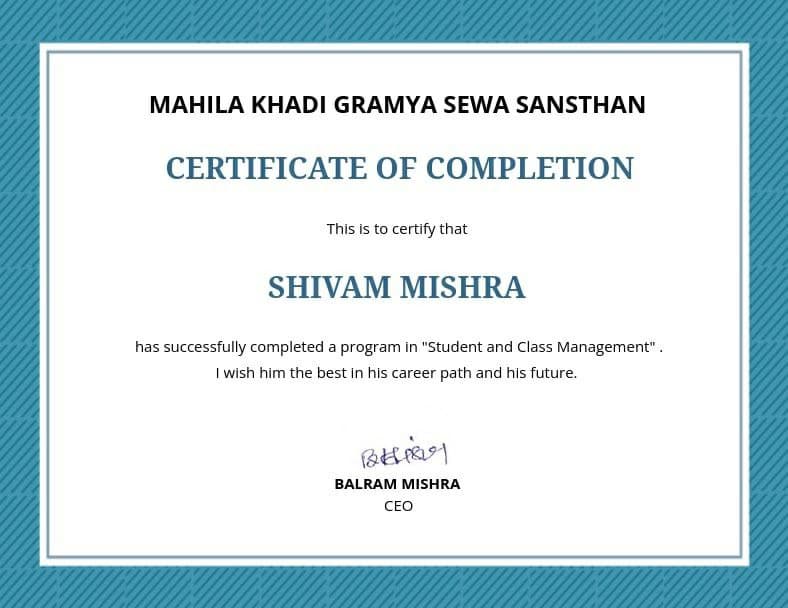 MAHILA KHADI GRAMYA SEWA SANSTHAN
CERTIFICATE OF COMPLETION
This is to certify that
SHIVAM MISHRA
has successfully completed a program in "Student and Class Management" .
I wish him the best in his career path and his future.
BALRAM MISHRA
CEO